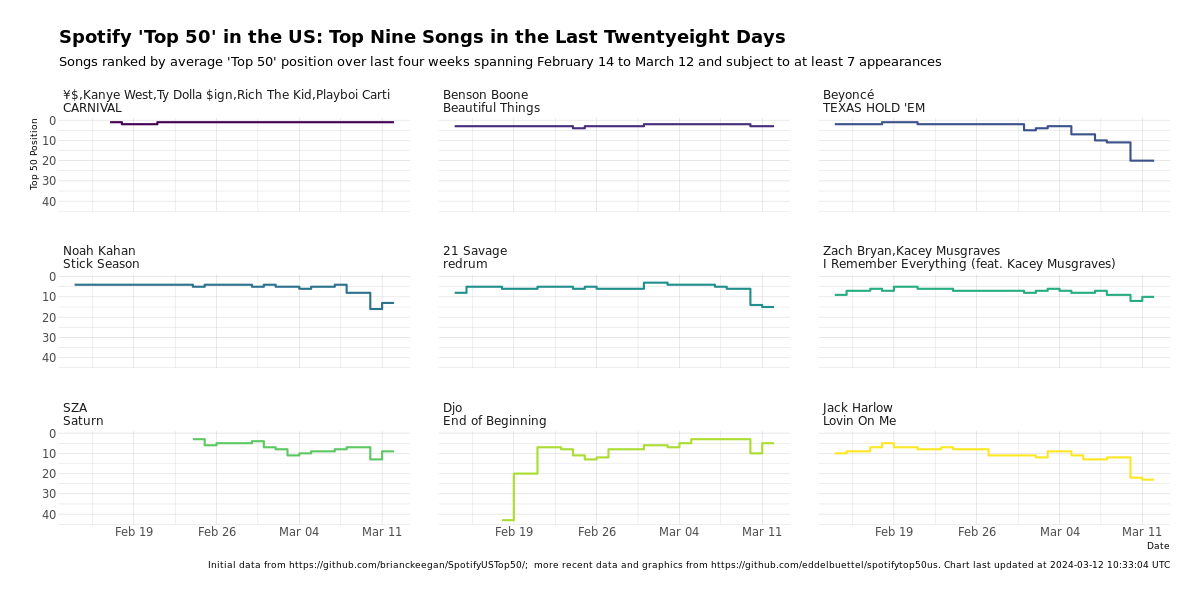 Spotify 'Top 50' in the US: Top Nine Songs in the Last Twentyeight Days
Songs ranked by average 'Top 50' position over last four weeks spanning February 14 to March 12 and subject to at least 7 appearances
¥$,Kanye West,Ty Dolla $ign,Rich The Kid,Playboi Carti
CARNIVAL
Benson Boone
Beautiful Things
Beyoncé
TEXAS HOLD 'EM
Top 50 Position
0
10
20
30
40
Noah Kahan
Stick Season
21 Savage
redrum
Zach Bryan,Kacey Musgraves
I Remember Everything (feat. Kacey Musgraves)
0
10
20
30
40
SZA
Saturn
Djo
End of Beginning
Jack Harlow
Lovin On Me
0
10
20
30
40
Feb 19 Feb 26 Mar 04 Mar 11 Feb 19 Feb 26 Mar 04 Mar 11 Feb 19 Feb 26 Mar 04 Mar 11
Date
Initial data from https://github.com/brianckeegan/SpotifyUSTop50/; more recent data and graphics from https://github.com/eddelbuettel/spotifytop50us. Chart last updated at 2024-03-12 10:33:04 UTC